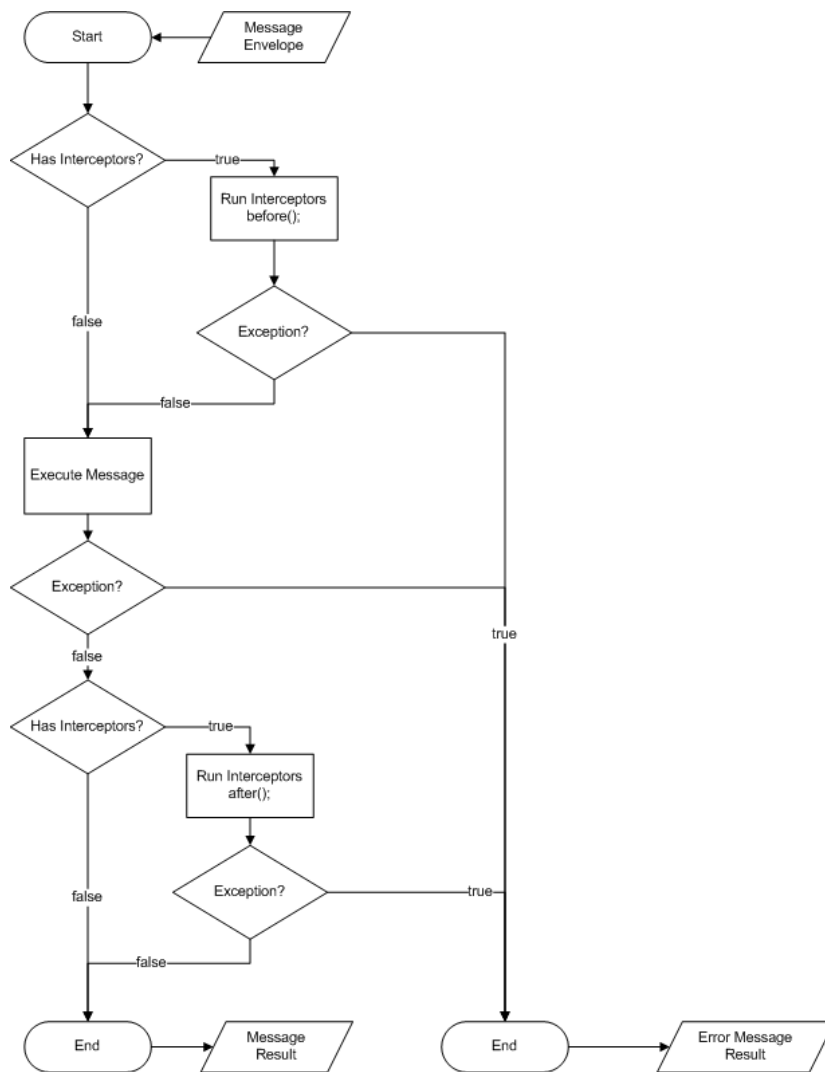 Start
Message
Envelope
Has Interceptors?
true
Run Interceptors
before();
false
Exception?
false
Execute Message
Exception?
true
false
Has Interceptors?
true
Run Interceptors
after();
false
Exception?
true
false
End
Message
Result
End
Error Message
Result